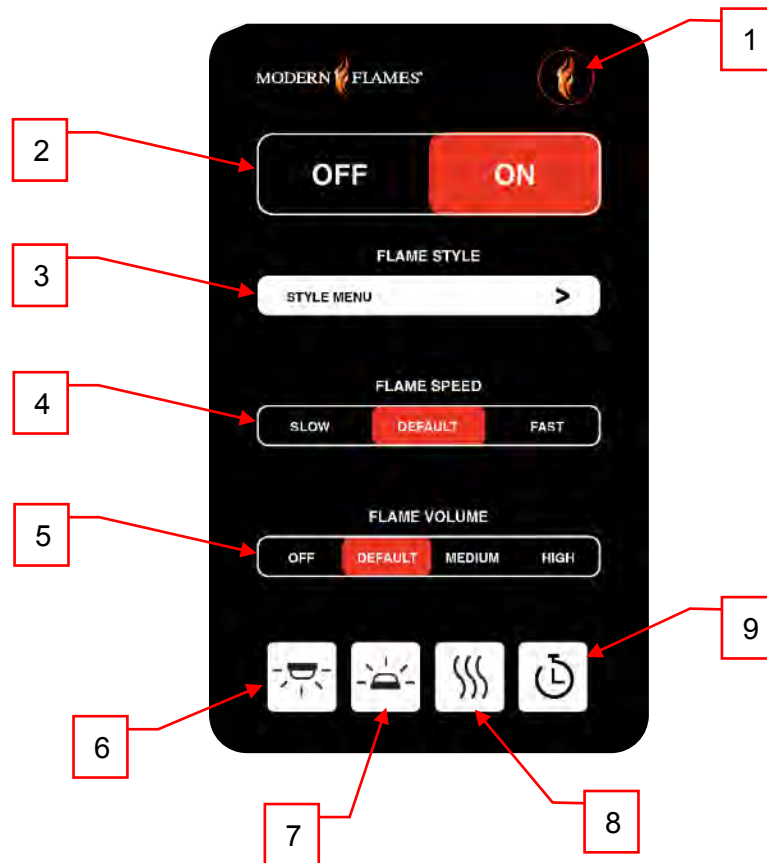 1
MODERN FLAMES®
2
OFF ON
FLAME STYLE
3
STYLE MENU >
FLAME SPEED
4
SLOW DEFAULT FAST
FLAME VOLUME
5
OFF DEFAULT MEDIUM HIGH
9
6
7
8